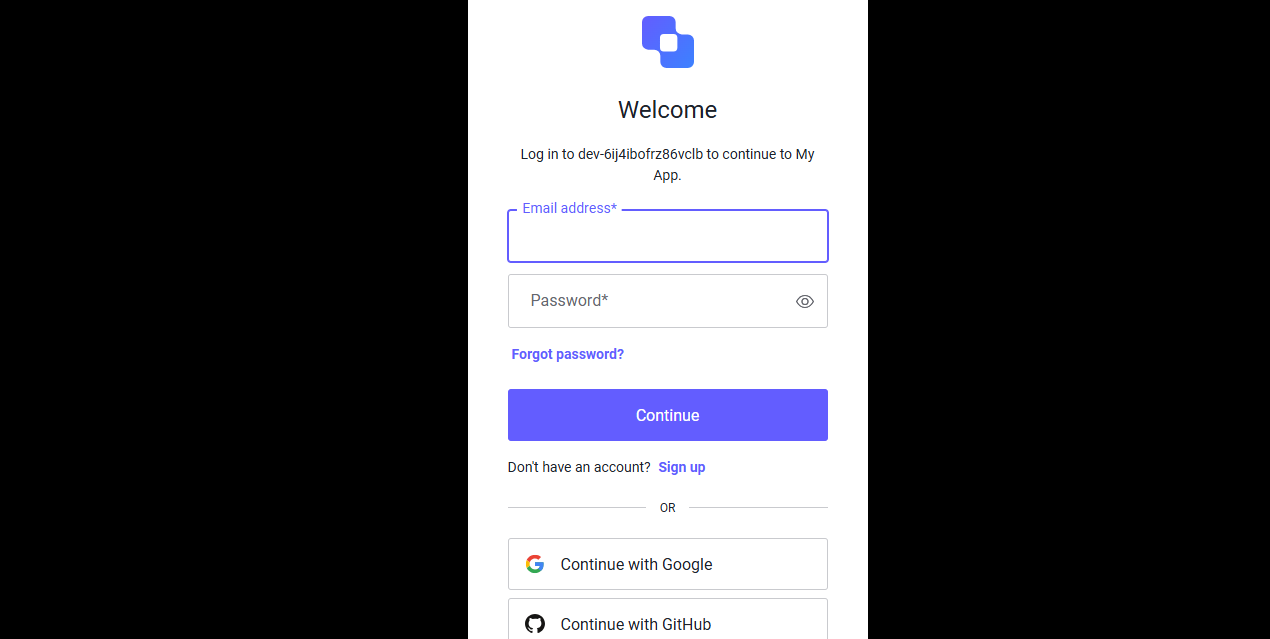 Welcome
Log in to dev-6ij4ibofrz86vclb to continue to My
App.
Email address*
Password*
Forgot password?
Continue
Don't have an account? Sign up
OR
Continue with Google
Continue with GitHub